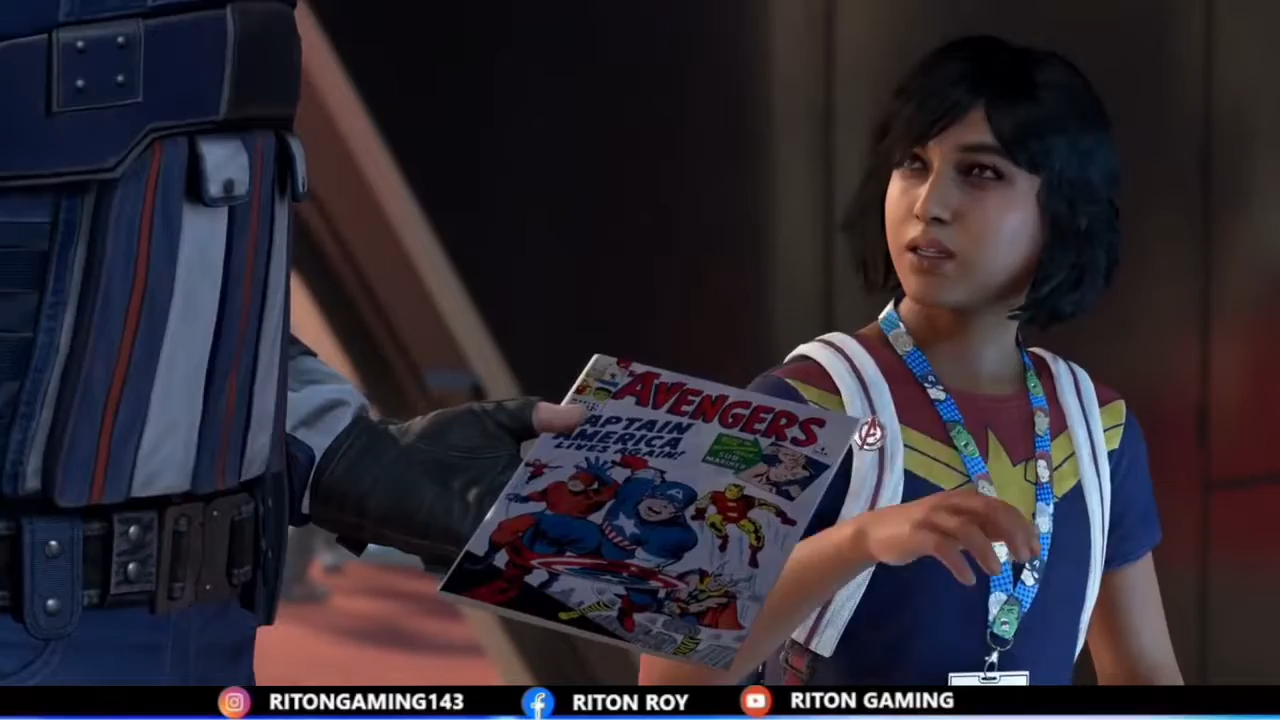 AVENGERS
CAPTAIN
AMERICA
LIVES AGAIN!
SUB-
MARINER
RITONGAMING143
RITON ROY
RITON GAMING